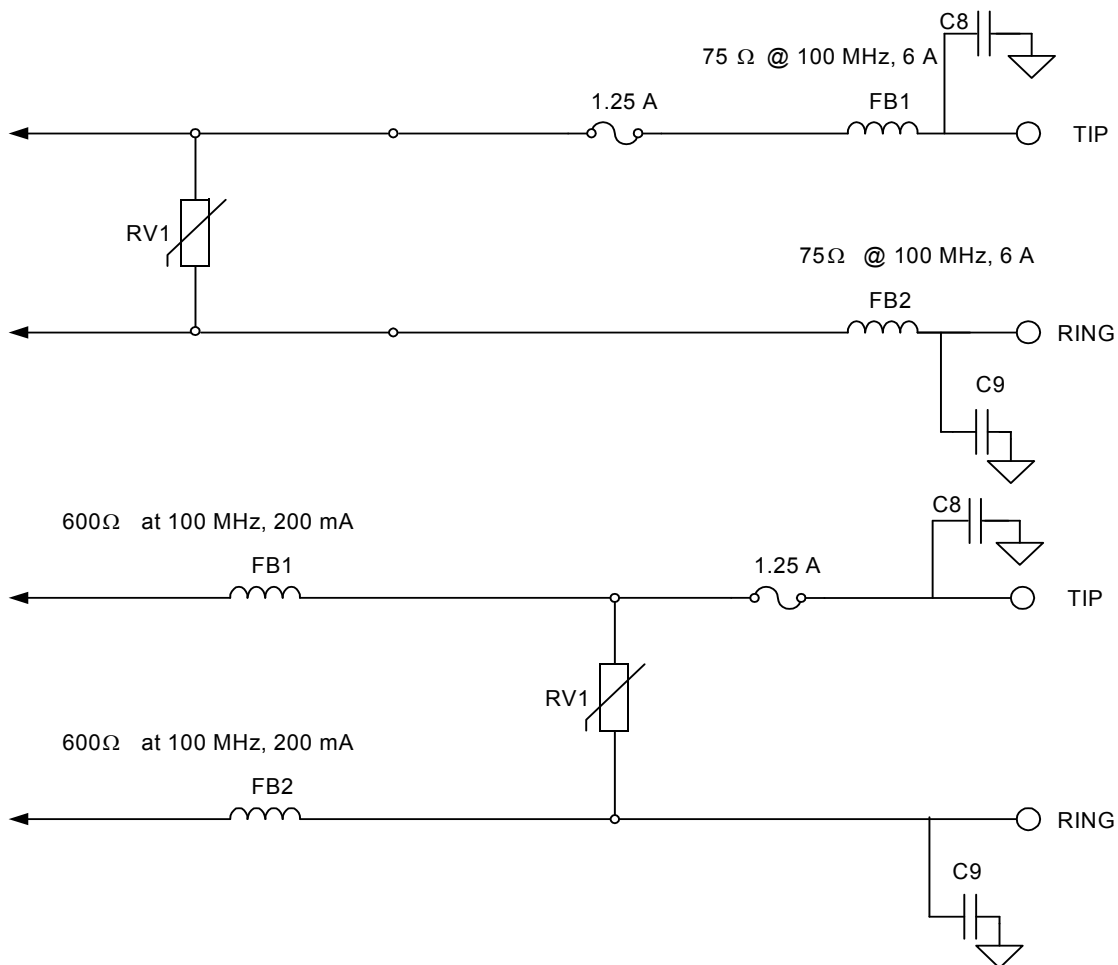 C8
75 Ω @ 100 MHz, 6 A
1.25 A
FB1
TIP
RV1
75Ω @ 100 MHz, 6 A
FB2
RING
C9
600Ω at 100 MHz, 200 mA
C8
FB1
1.25 A
TIP
RV1
600Ω at 100 MHz, 200 mA
FB2
RING
C9